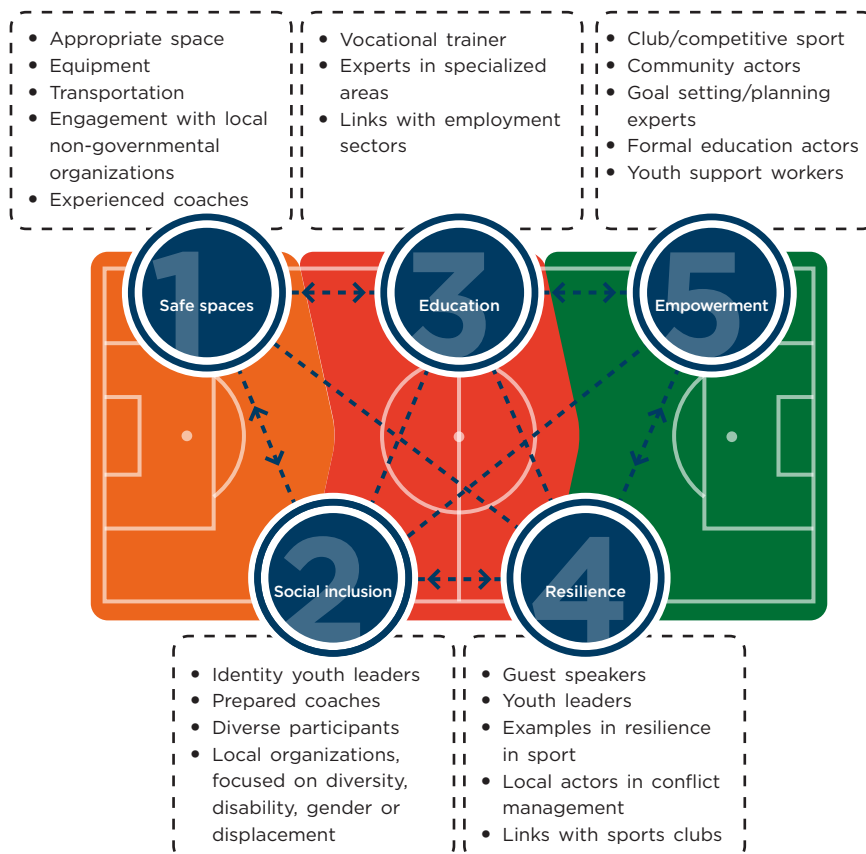 • Appropriate space
• Equipment
• Transportation
• Engagement with local
non-governmental
organizations
• Experienced coaches
• Vocational trainer
• Experts in specialized
areas
• Links with employment
sectors
• Club/competitive sport
• Community actors
• Goal setting/planning
experts
• Formal education actors
• Youth support workers
1
Safe spaces
3
Education
5
Empowerment
2
Social inclusion
4
Resilience
• Identity youth leaders
• Prepared coaches
• Diverse participants
• Local organizations,
focused on diversity,
disability, gender or
displacement
• Guest speakers
• Youth leaders
• Examples in resilience
in sport
• Local actors in conflict
management
• Links with sports clubs